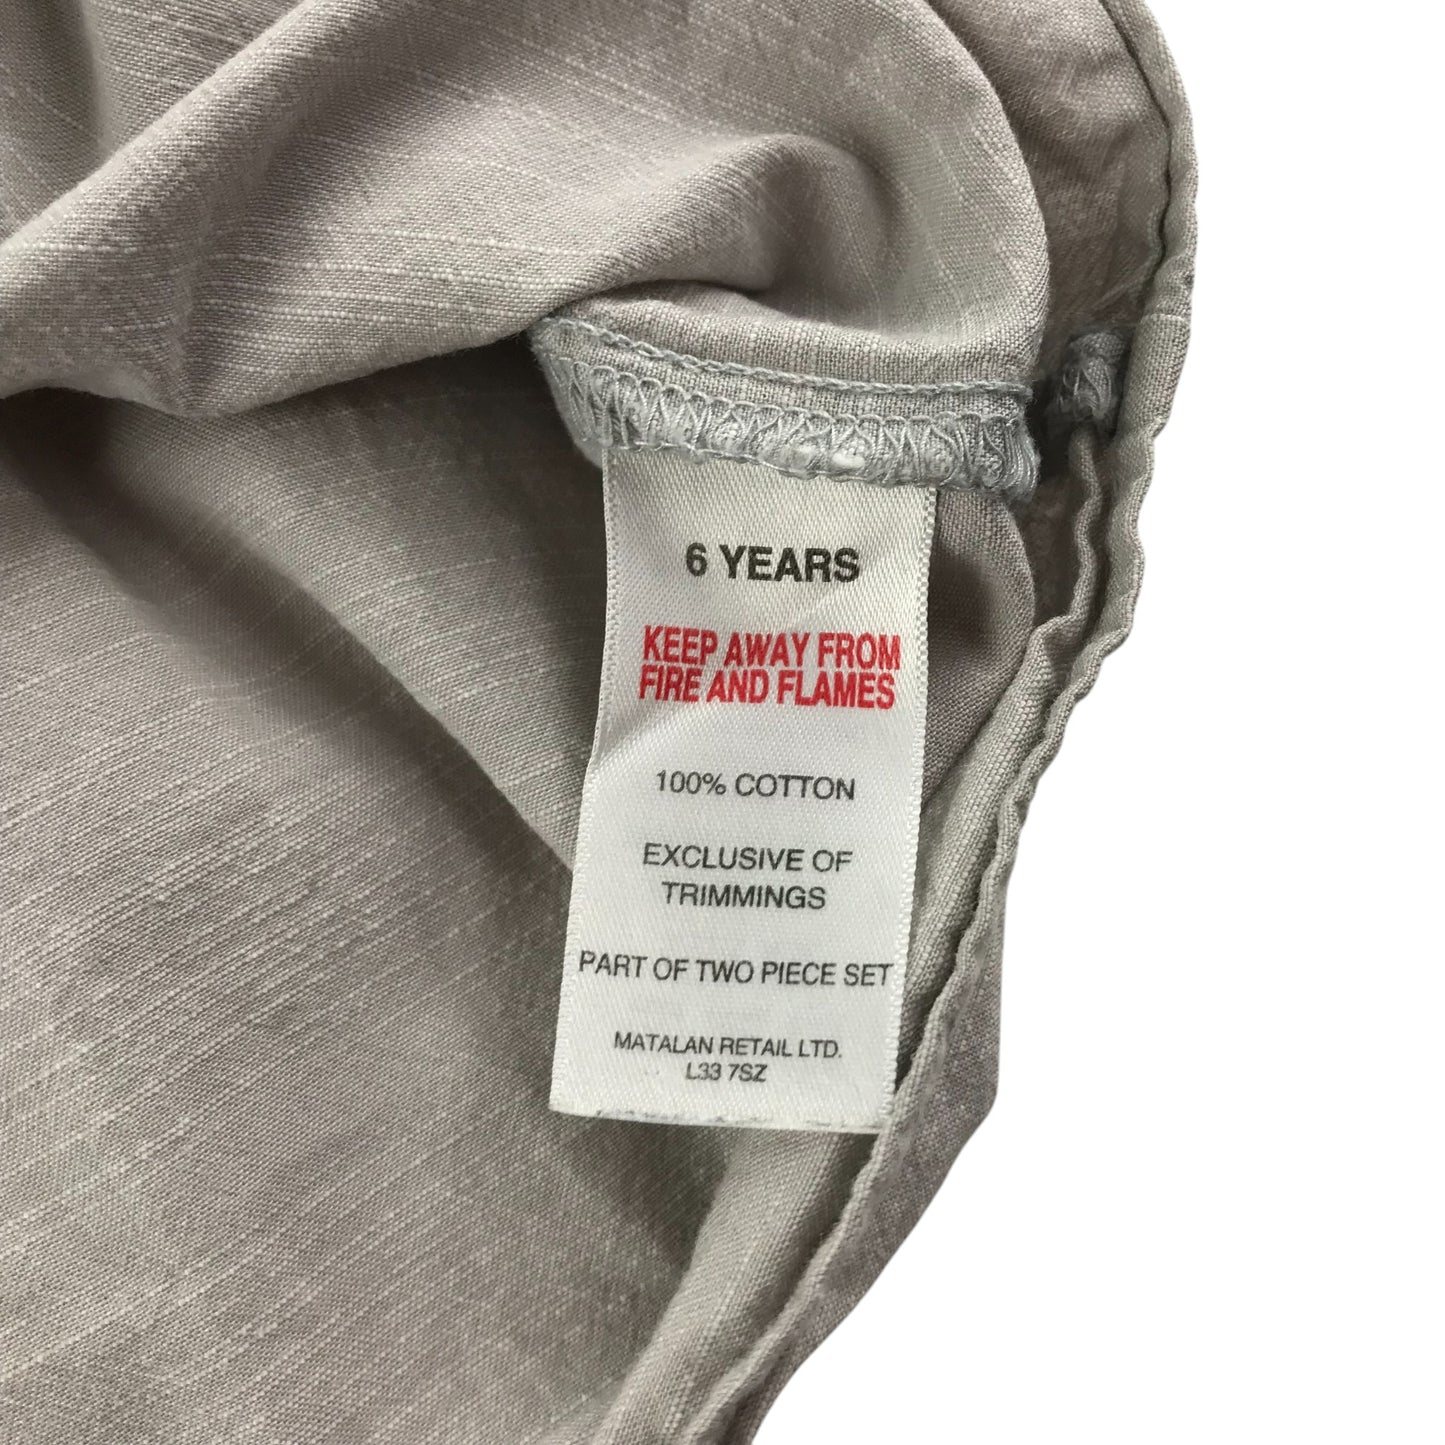 6 YEARS
KEEP AWAY FROM
FIRE AND FLAMES
100% COTTON
EXCLUSIVE OF
TRIMMINGS
PART OF TWO PIECE SET
MATALAN RETAIL LTD.
L33 7SZ